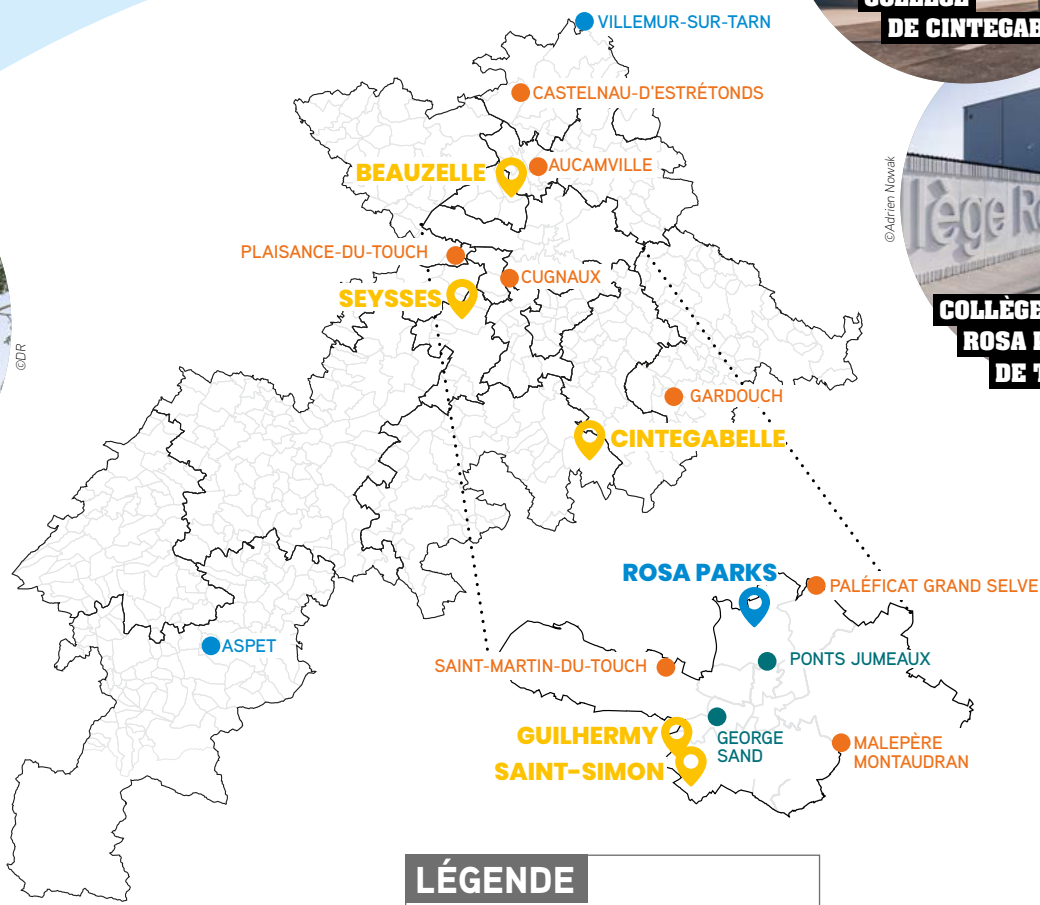 COLLÈGE
DE CINTEGAB
VILLEMUR-SUR-TARN
CASTELNAU-D'ESTRÉTONDS
BEAUZELLE
AUCAMVILLE
©Adrien Nowak
lège Ro
PLAISANCE-DU-TOUCH
CUGNAUX
SEYSSES
COLLÈGE
ROSA P
DE T
©DR
GARDOUCH
CINTEGABELLE
ROSA PARKS
PALÉFICAT GRAND SELVE
ASPET
SAINT-MARTIN-DU-TOUCH
PONTS JUMEAUX
GUILHERMY
GEORGE
SAND
MALEPÈRE
MONTAUDRAN
SAINT-SIMON
LÉGENDE